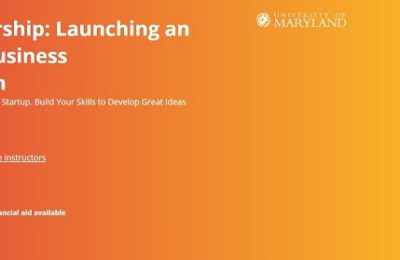 rship: Launching an
UNIVERSITY OF
MARYLAND
usiness
n
Startup. Build Your Skills to Develop Great Ideas
e instructors
ancial aid available